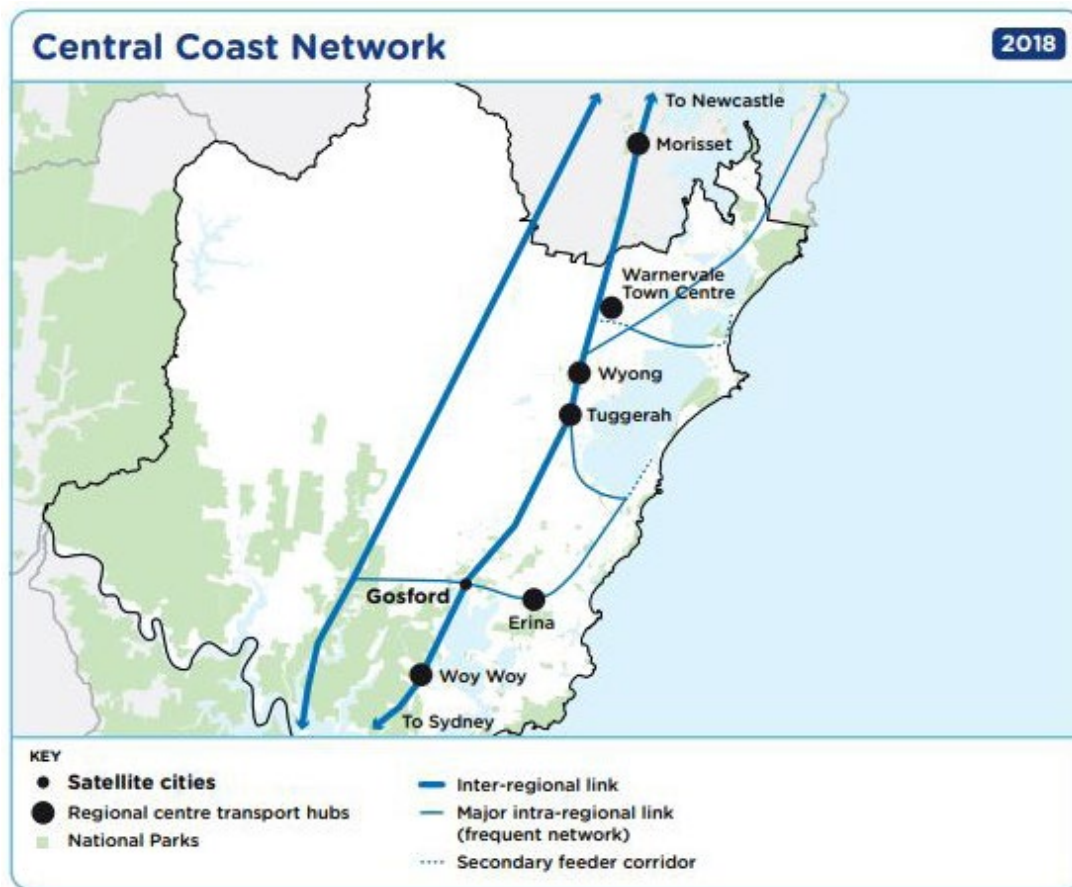 Central Coast Network
2018
To Newcastle
Morisset
Warnervale
Town Centre
Wyong
Tuggerah
Gosford
Erina
Woy Woy
To Sydney
KEY
Satellite cities
Regional centre transport hubs
National Parks
Inter-regional link
Major intra-regional link
(frequent network)
Secondary feeder corridor